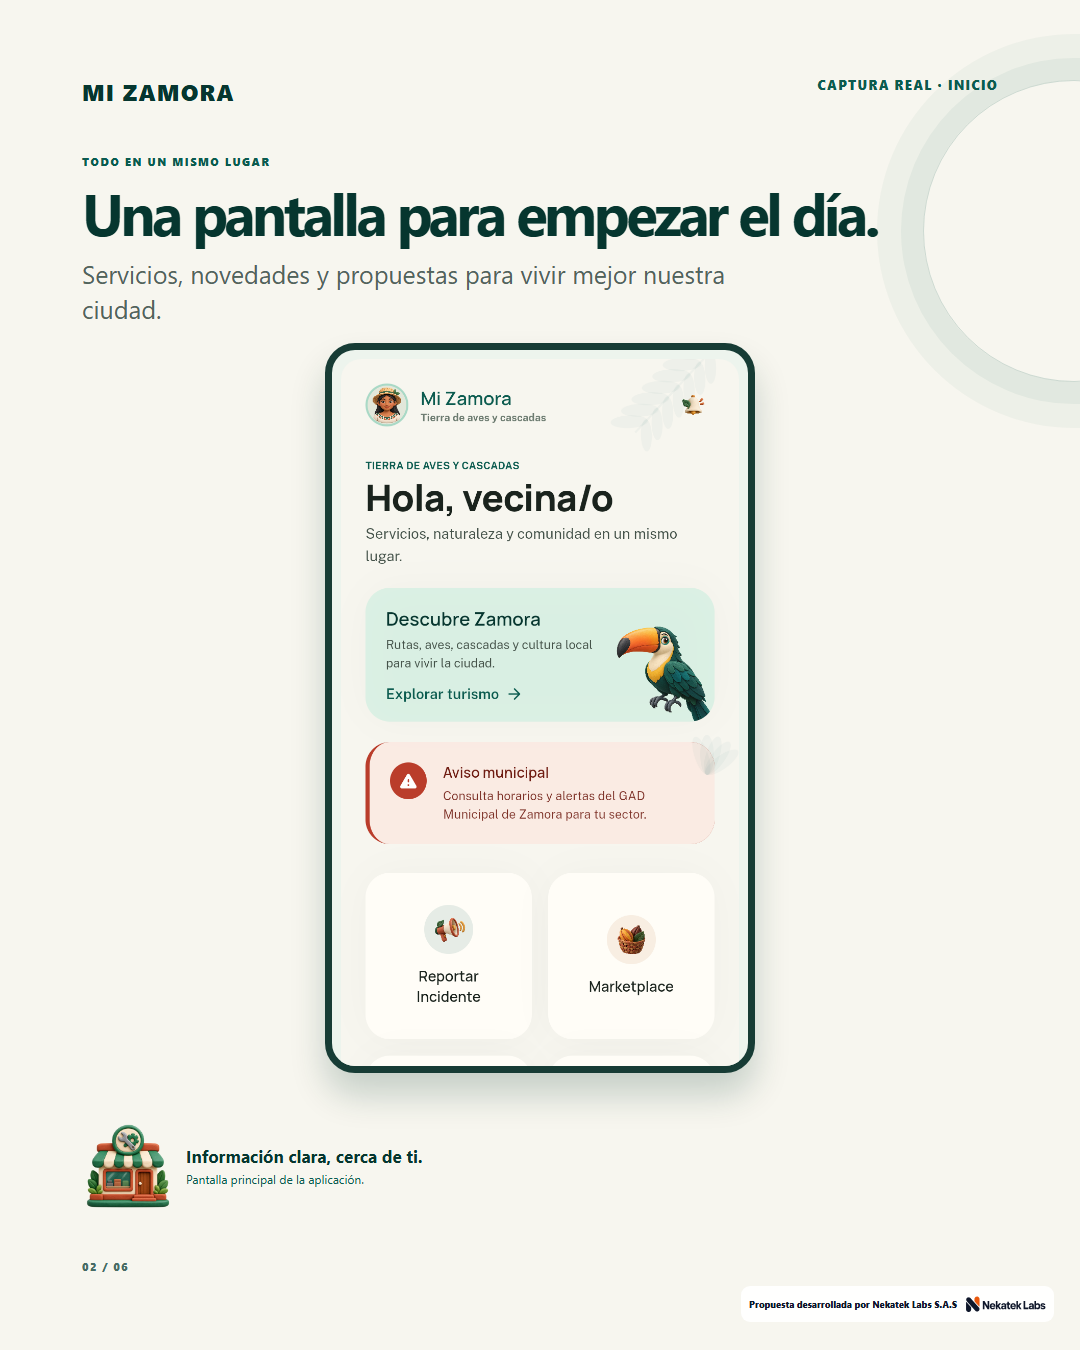 MI ZAMORA
CAPTURA REAL · INICIO
TODO EN UN MISMO LUGAR
Una pantalla para empezar el día.
Servicios, novedades y propuestas para vivir mejor nuestra
ciudad.
Mi Zamora
Tierra de aves y cascadas
TIERRA DE AVES Y CASCADAS
Hola, vecina/o
Servicios, naturaleza y comunidad en un mismo
lugar.
Descubre Zamora
Rutas, aves, cascadas y cultura local
para vivir la ciudad.
Explorar turismo →
Aviso municipal
Consulta horarios y alertas del GAD
Municipal de Zamora para tu sector.
Reportar
Incidente
Marketplace
Información clara, cerca de ti.
Pantalla principal de la aplicación.
02 / 06
Propuesta desarrollada por Nekatek Labs S.A.S
Nekatek Labs